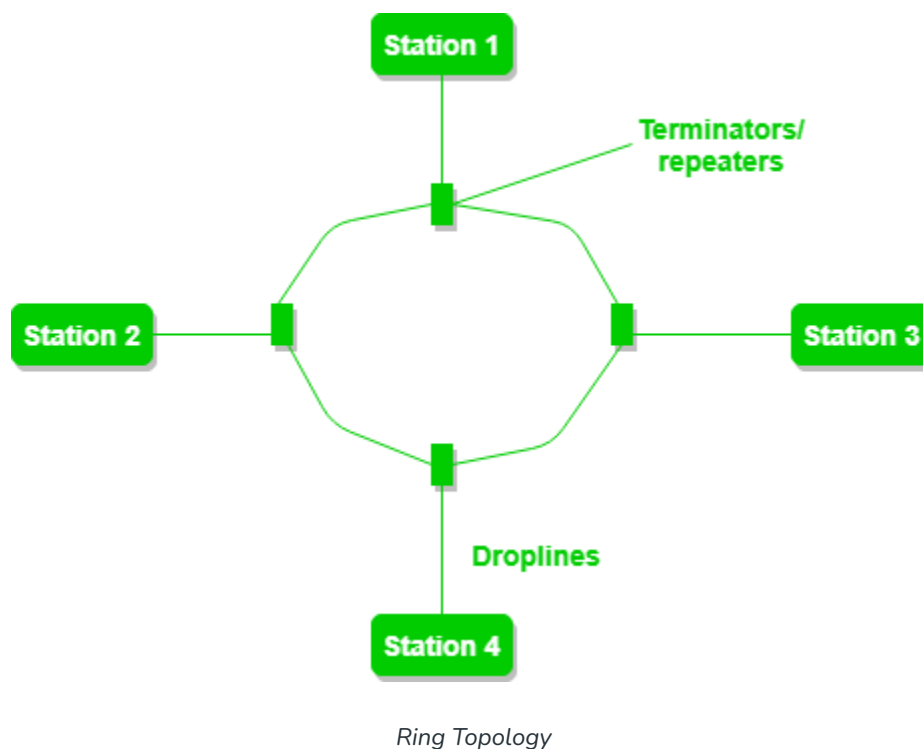 Station 1
Terminators/
repeaters
Station 2
Station 3
Droplines
Station 4
Ring Topology